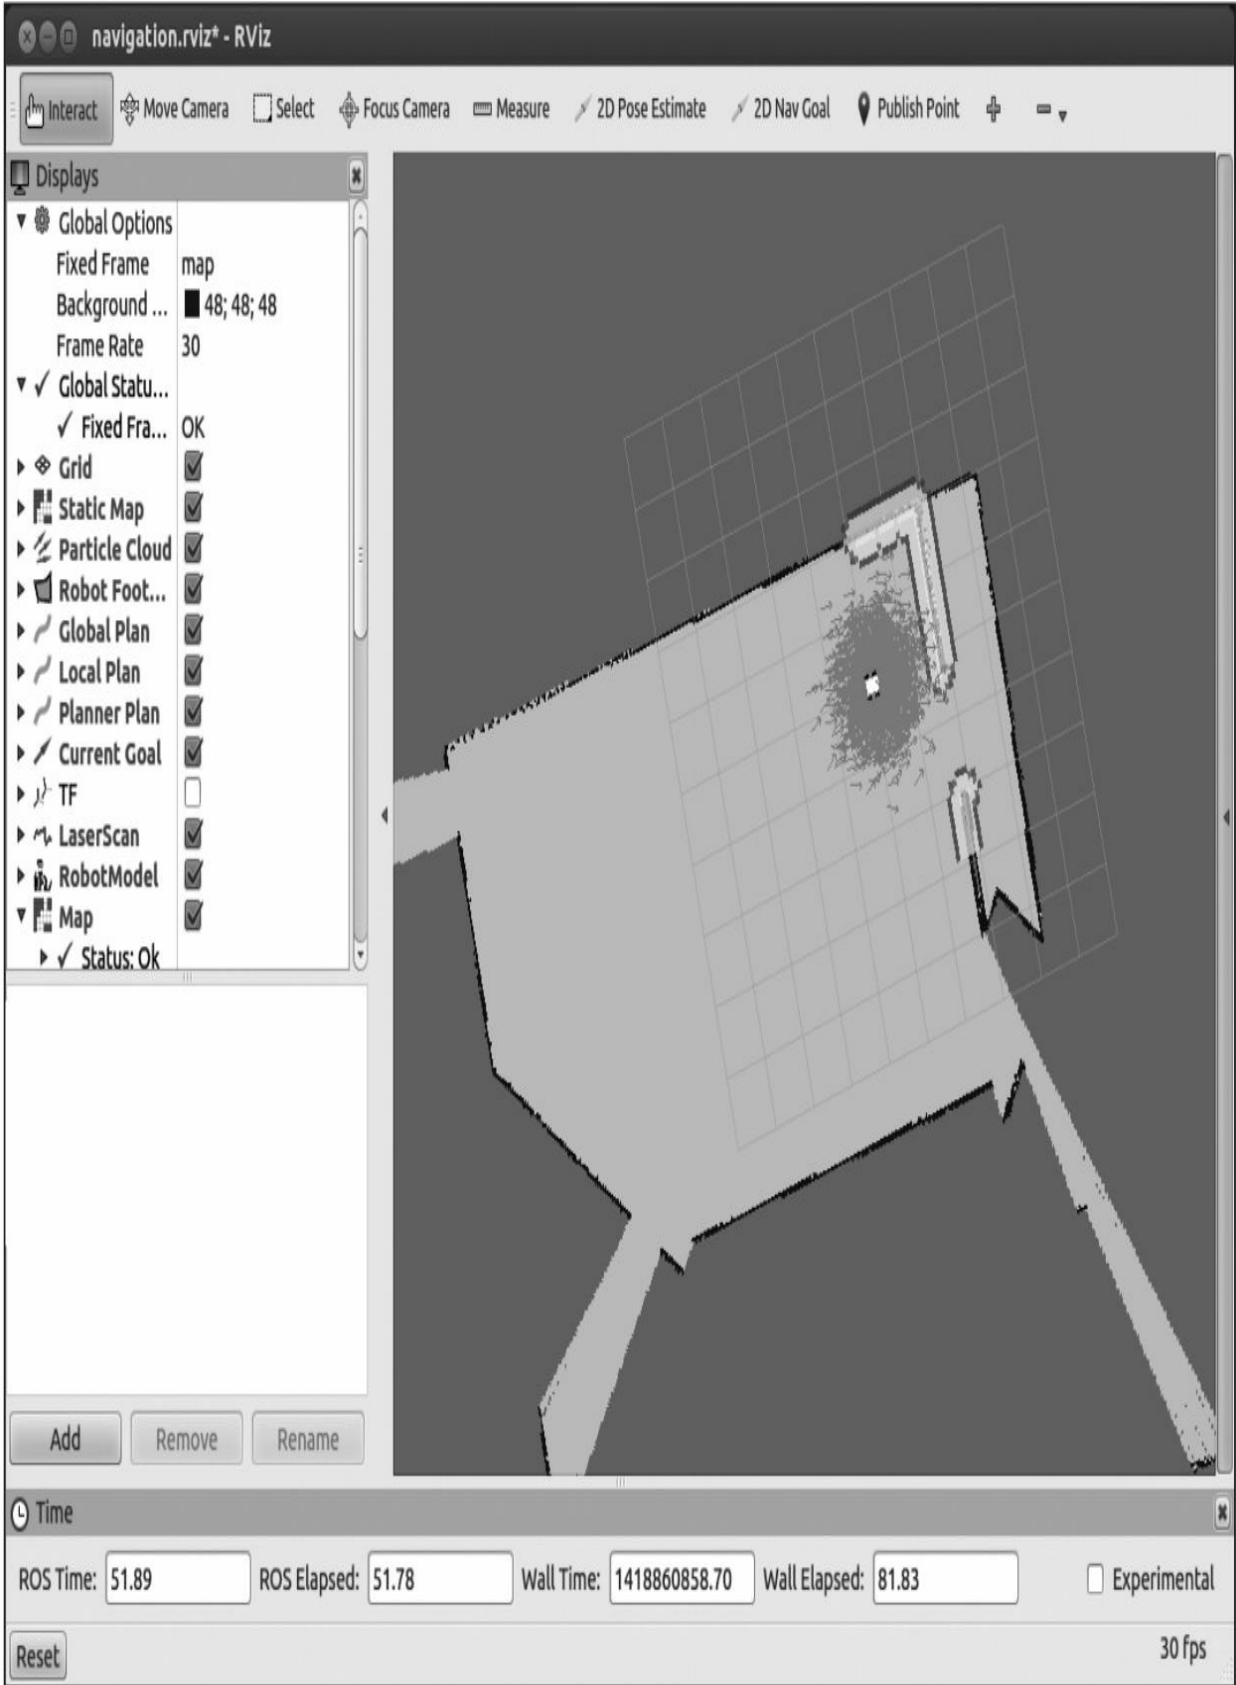 navigation.rviz* - RViz
Interact Move Camera Select Focus Camera Measure 2D Pose Estimate 2D Nav Goal Publish Point
Displays
Global Options
Fixed Frame map
Background ... 48; 48; 48
Frame Rate 30
Global Statu...
Fixed Fra... OK
Grid
Static Map
Particle Cloud
Robot Foot...
Global Plan
Local Plan
Planner Plan
Current Goal
TF
LaserScan
RobotModel
Map
Status: Ok
Add Remove Rename
Time
ROS Time: 51.89 ROS Elapsed: 51.78 Wall Time: 1418860858.70 Wall Elapsed: 81.83 Experimental
Reset 30 fps